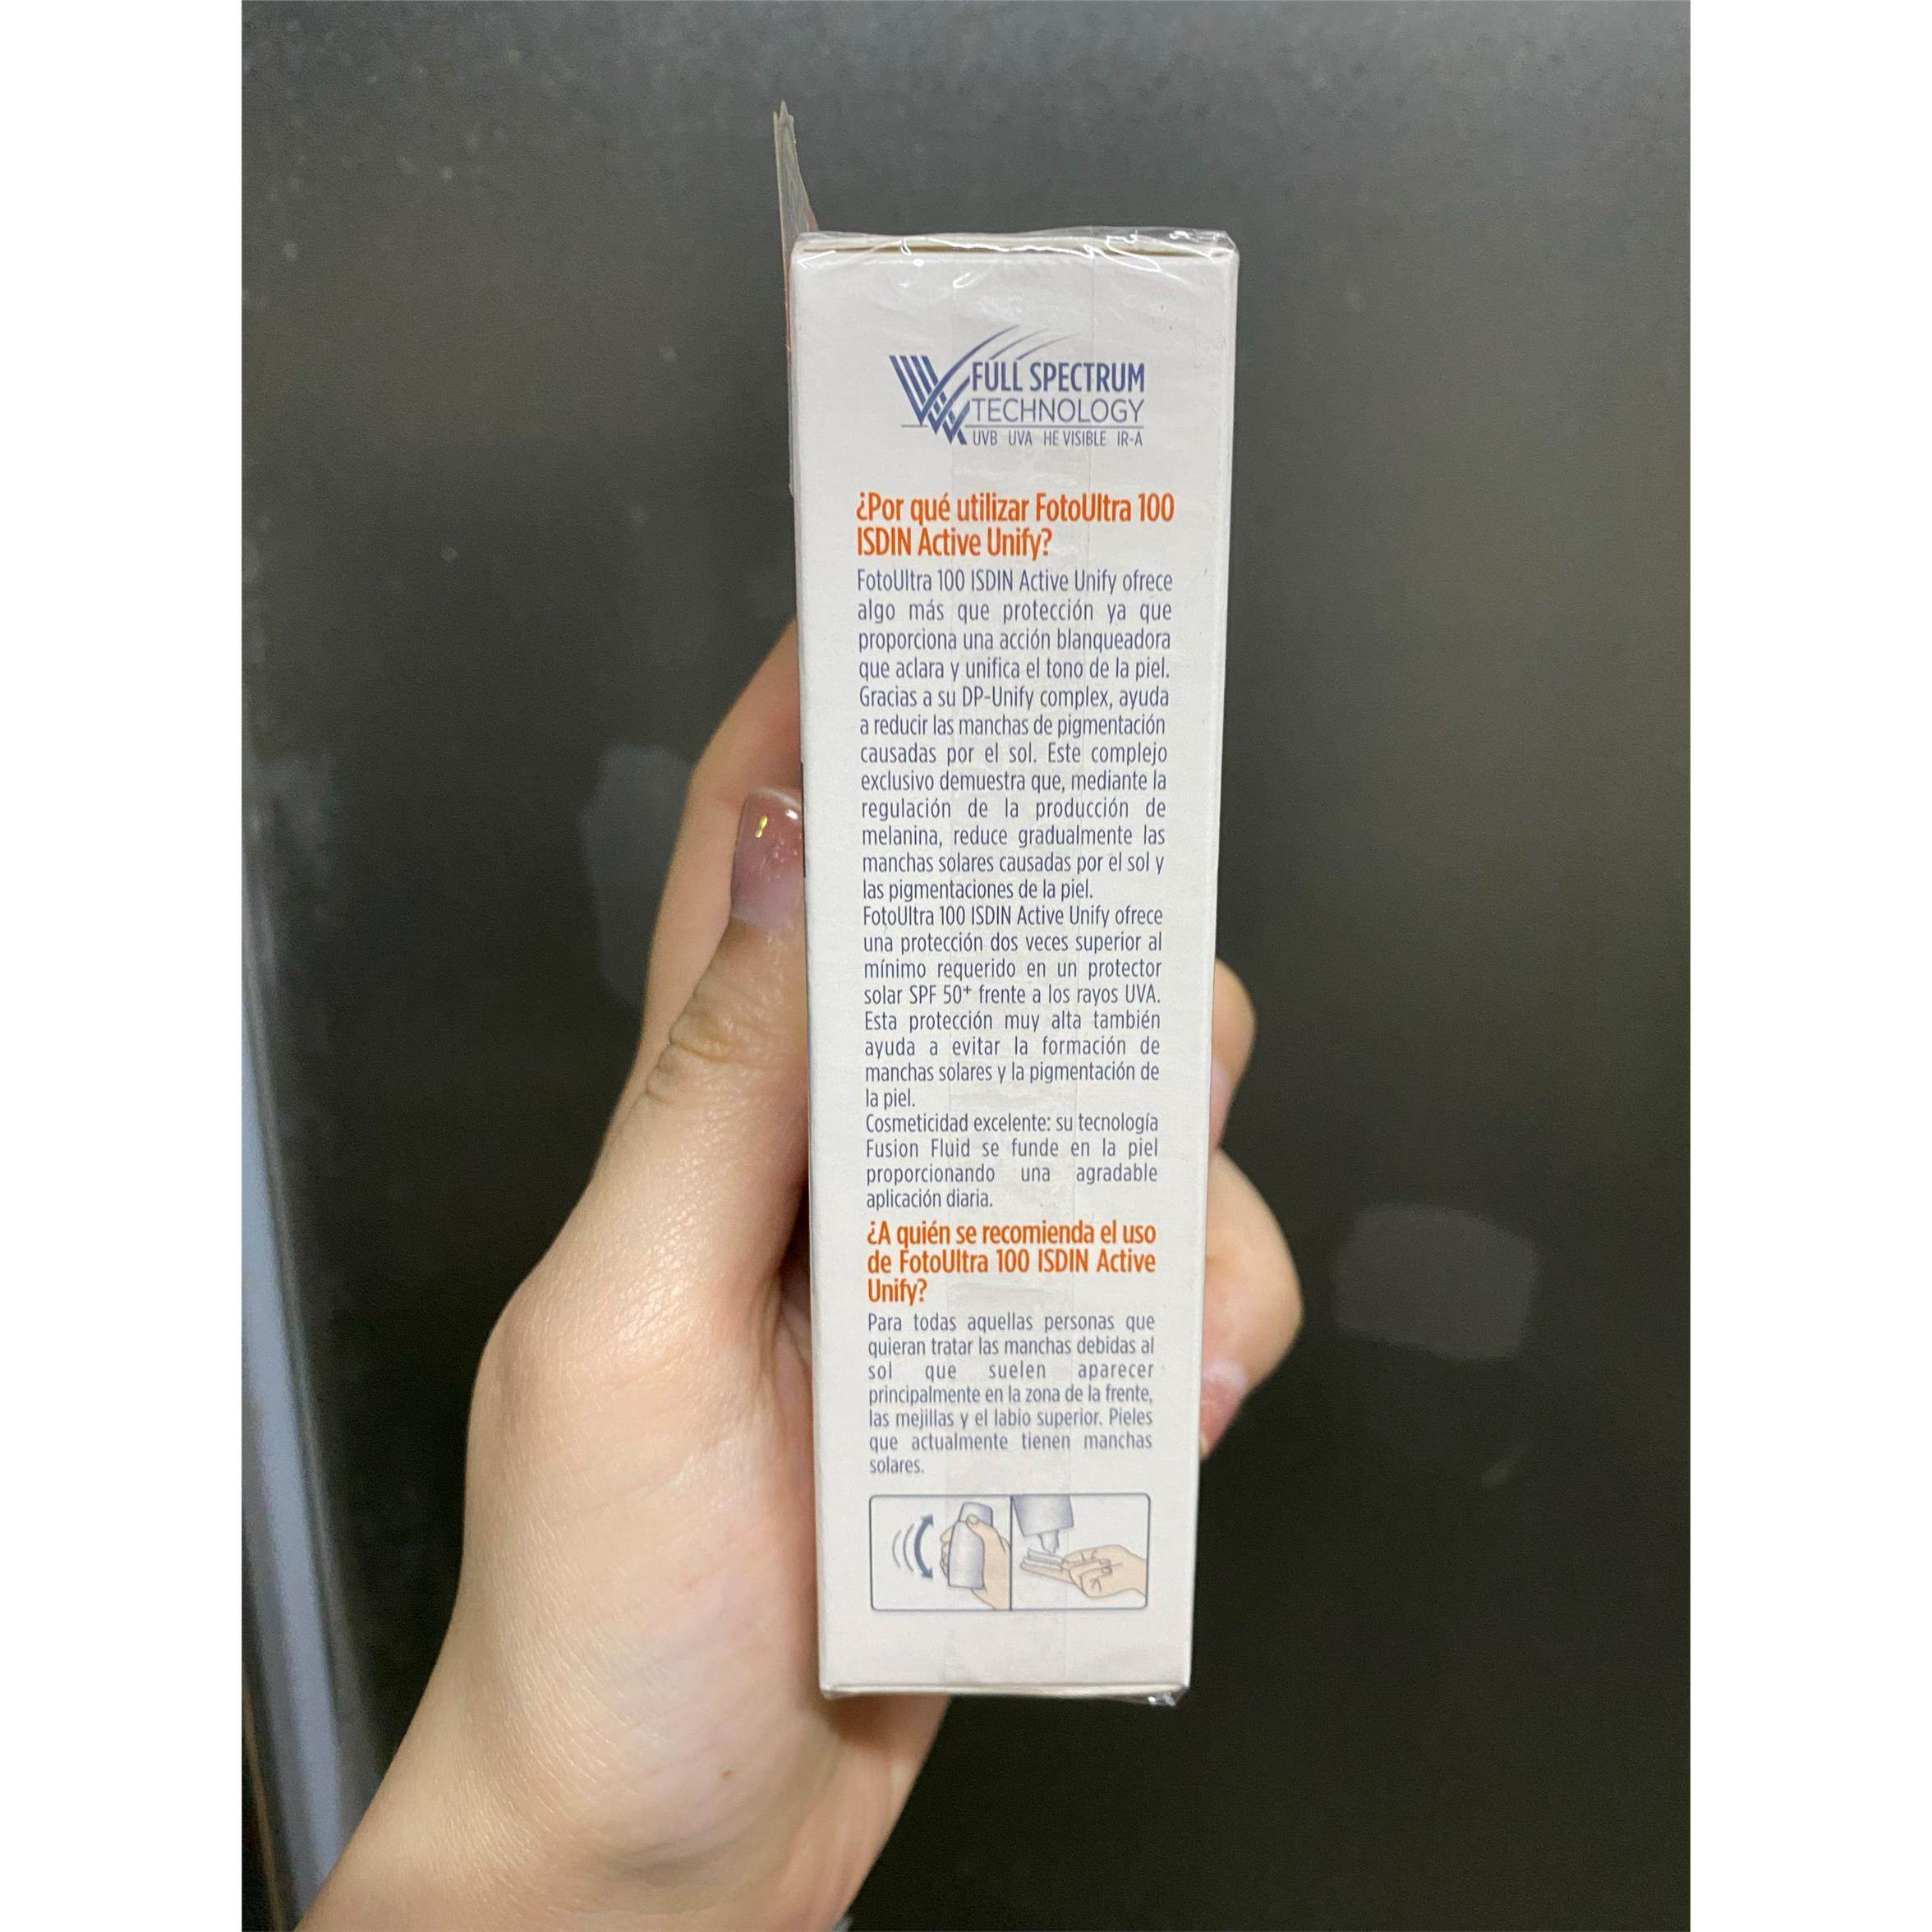 FULL SPECTRUM
TECHNOLOGY
UVB UVA HE VISIBLE IR-A
¿Por qué utilizar FotoUltra 100
ISDIN Active Unify?
FotoUltra 100 ISDIN Active Unify ofrece
algo más que protección ya que
proporciona una acción blanqueadora
que aclara y unifica el tono de la piel.
Gracias a su DP-Unify complex, ayuda
a reducir las manchas de pigmentación
causadas por el sol. Este complejo
exclusivo demuestra que, mediante la
regulación de la producción de
melanina, reduce gradualmente las
manchas solares causadas por el sol y
las pigmentaciones de la piel.
FotoUltra 100 ISDIN Active Unify ofrece
una protección dos veces superior al
mínimo requerido en un protector
solar SPF 50+ frente a los rayos UVA.
Esta protección muy alta también
ayuda a evitar la formación de
manchas solares y la pigmentación de
la piel.
Cosmeticidad excelente: su tecnología
Fusion Fluid se funde en la piel
proporcionando una agradable
aplicación diaria.
¿A quién se recomienda el uso
de FotoUltra 100 ISDIN Active
Unify?
Para todas aquellas personas que
quieran tratar las manchas debidas al
sol que suelen aparecer
principalmente en la zona de la frente,
las mejillas y el labio superior. Pieles
que actualmente tienen manchas
solares.